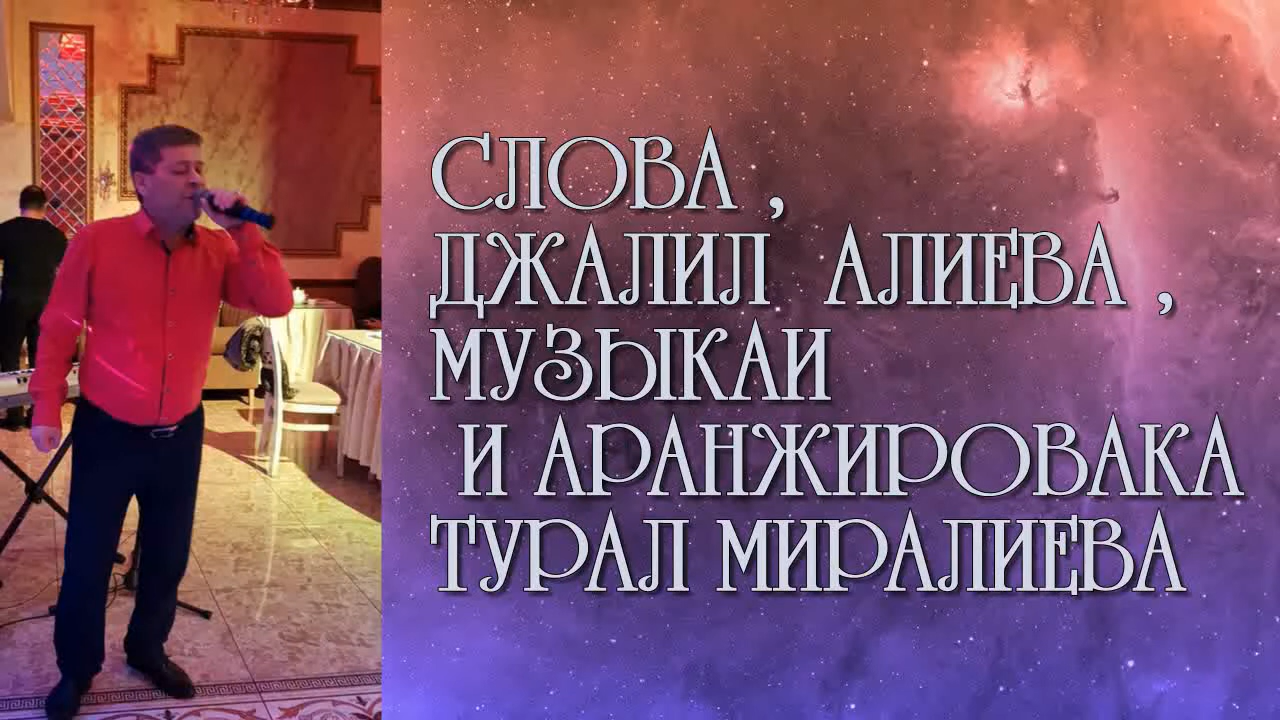 СЛОВА ,
ДЖАЛИЛ АЛИЕВА ,
МУЗЫКАИ
И АРАНЖИРОВАКА
ТУРАЛ МИРАЛИЕВА